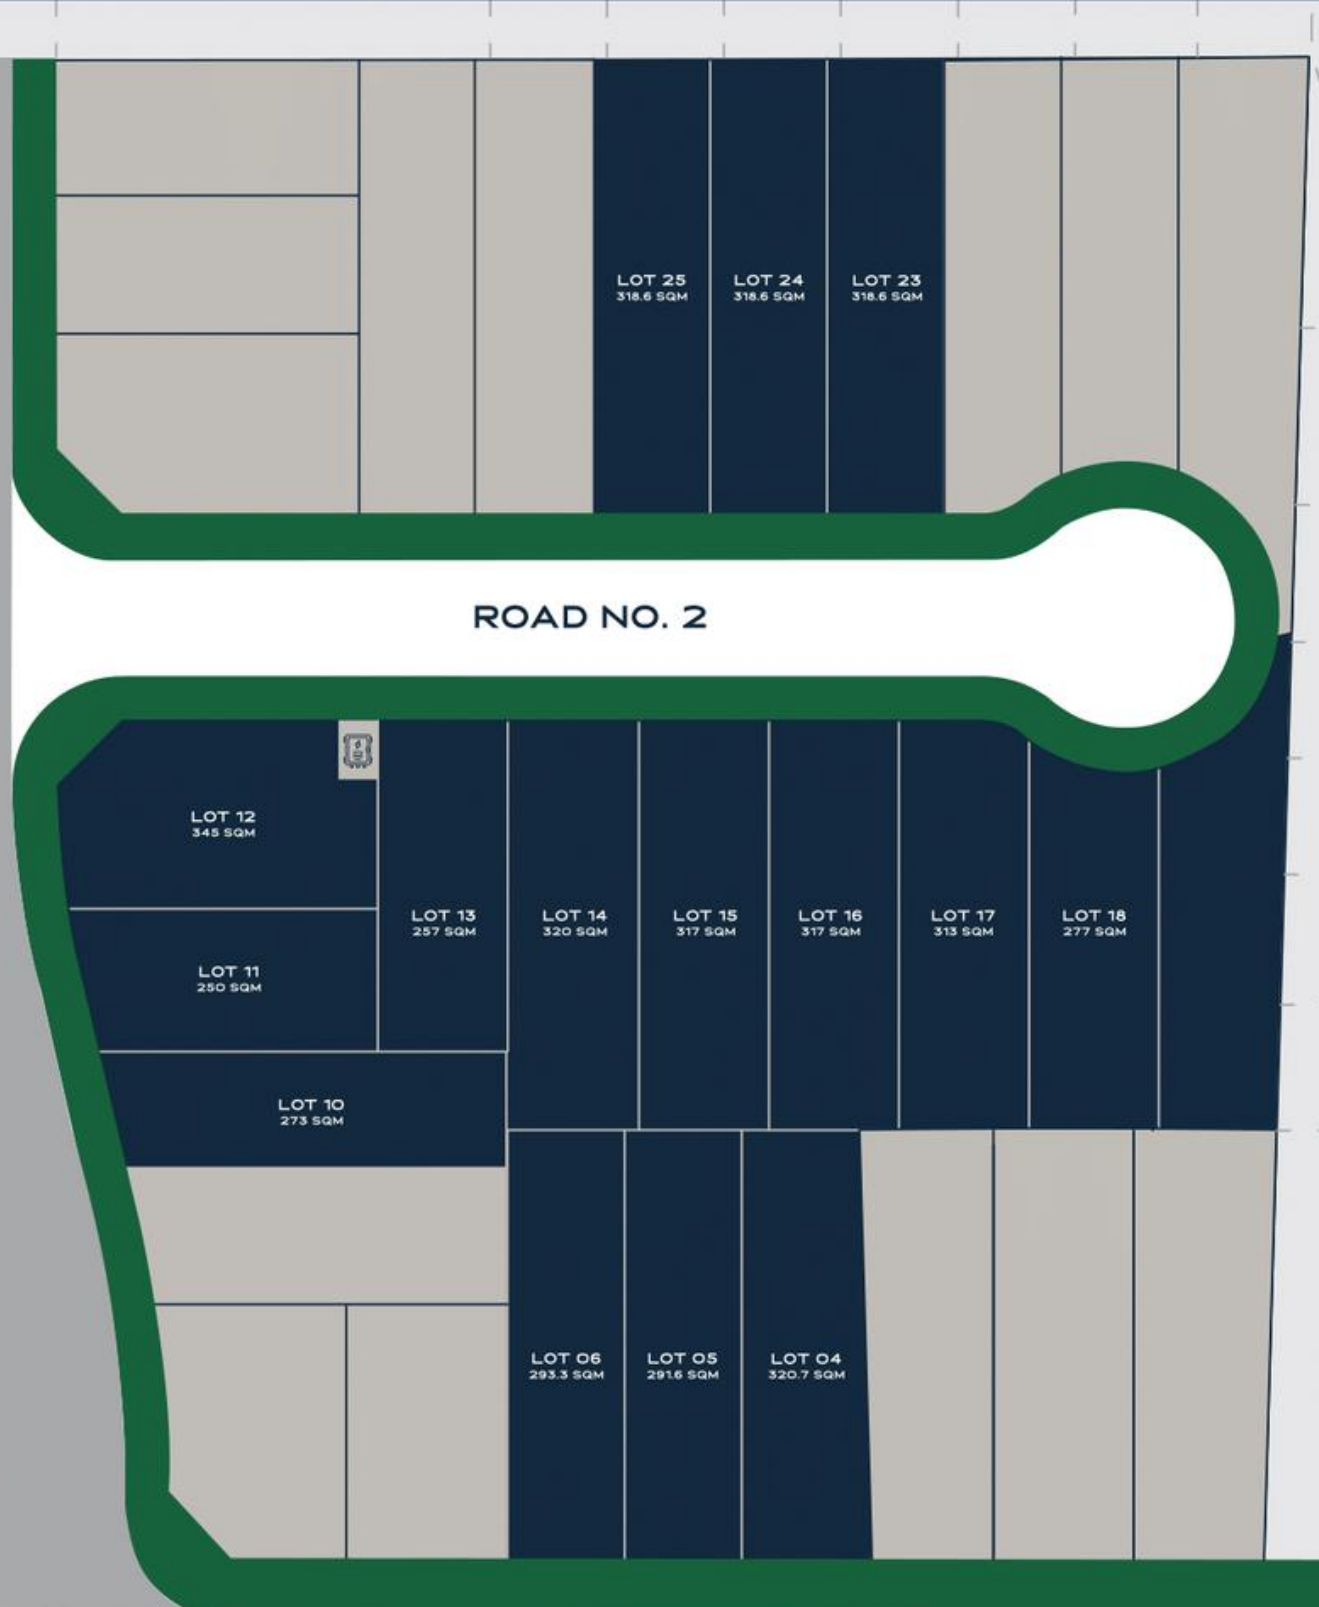 LOT 25
318.6 SQM
LOT 24
318.6 SQM
LOT 23
318.6 SQM
ROAD NO. 2
LOT 12
345 SQM
LOT 11
250 SQM
LOT 10
273 SQM
LOT 13
257 SQM
LOT 14
320 SQM
LOT 15
317 SQM
LOT 16
317 SQM
LOT 17
313 SQM
LOT 18
277 SQM
LOT 06
293.3 SQM
LOT 05
291.6 SQM
LOT 04
320.7 SQM